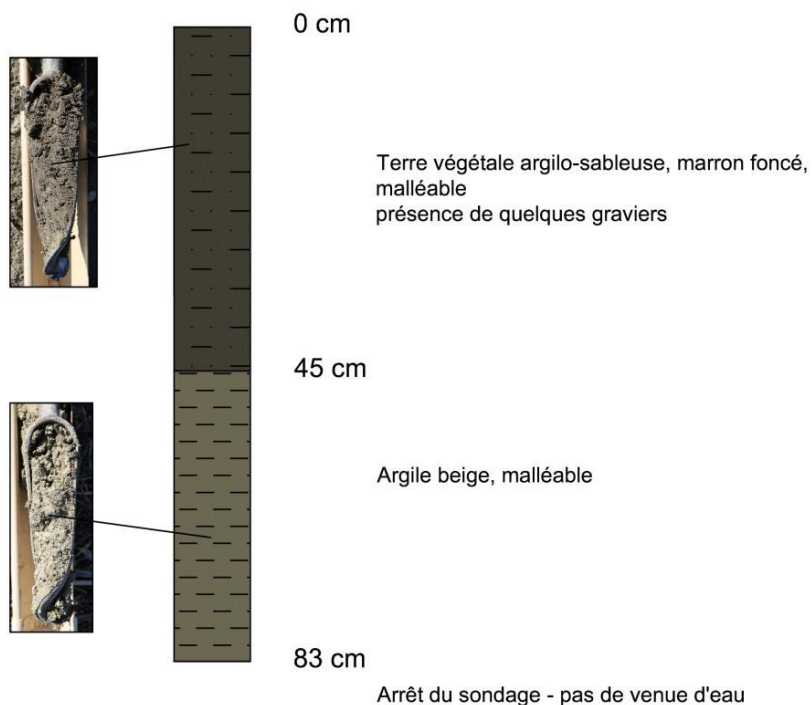 0 cm
Terre végétale argilo-sableuse, marron foncé,
malléable
présence de quelques graviers
45 cm
Argile beige, malléable
83 cm
Arrêt du sondage - pas de venue d'eau